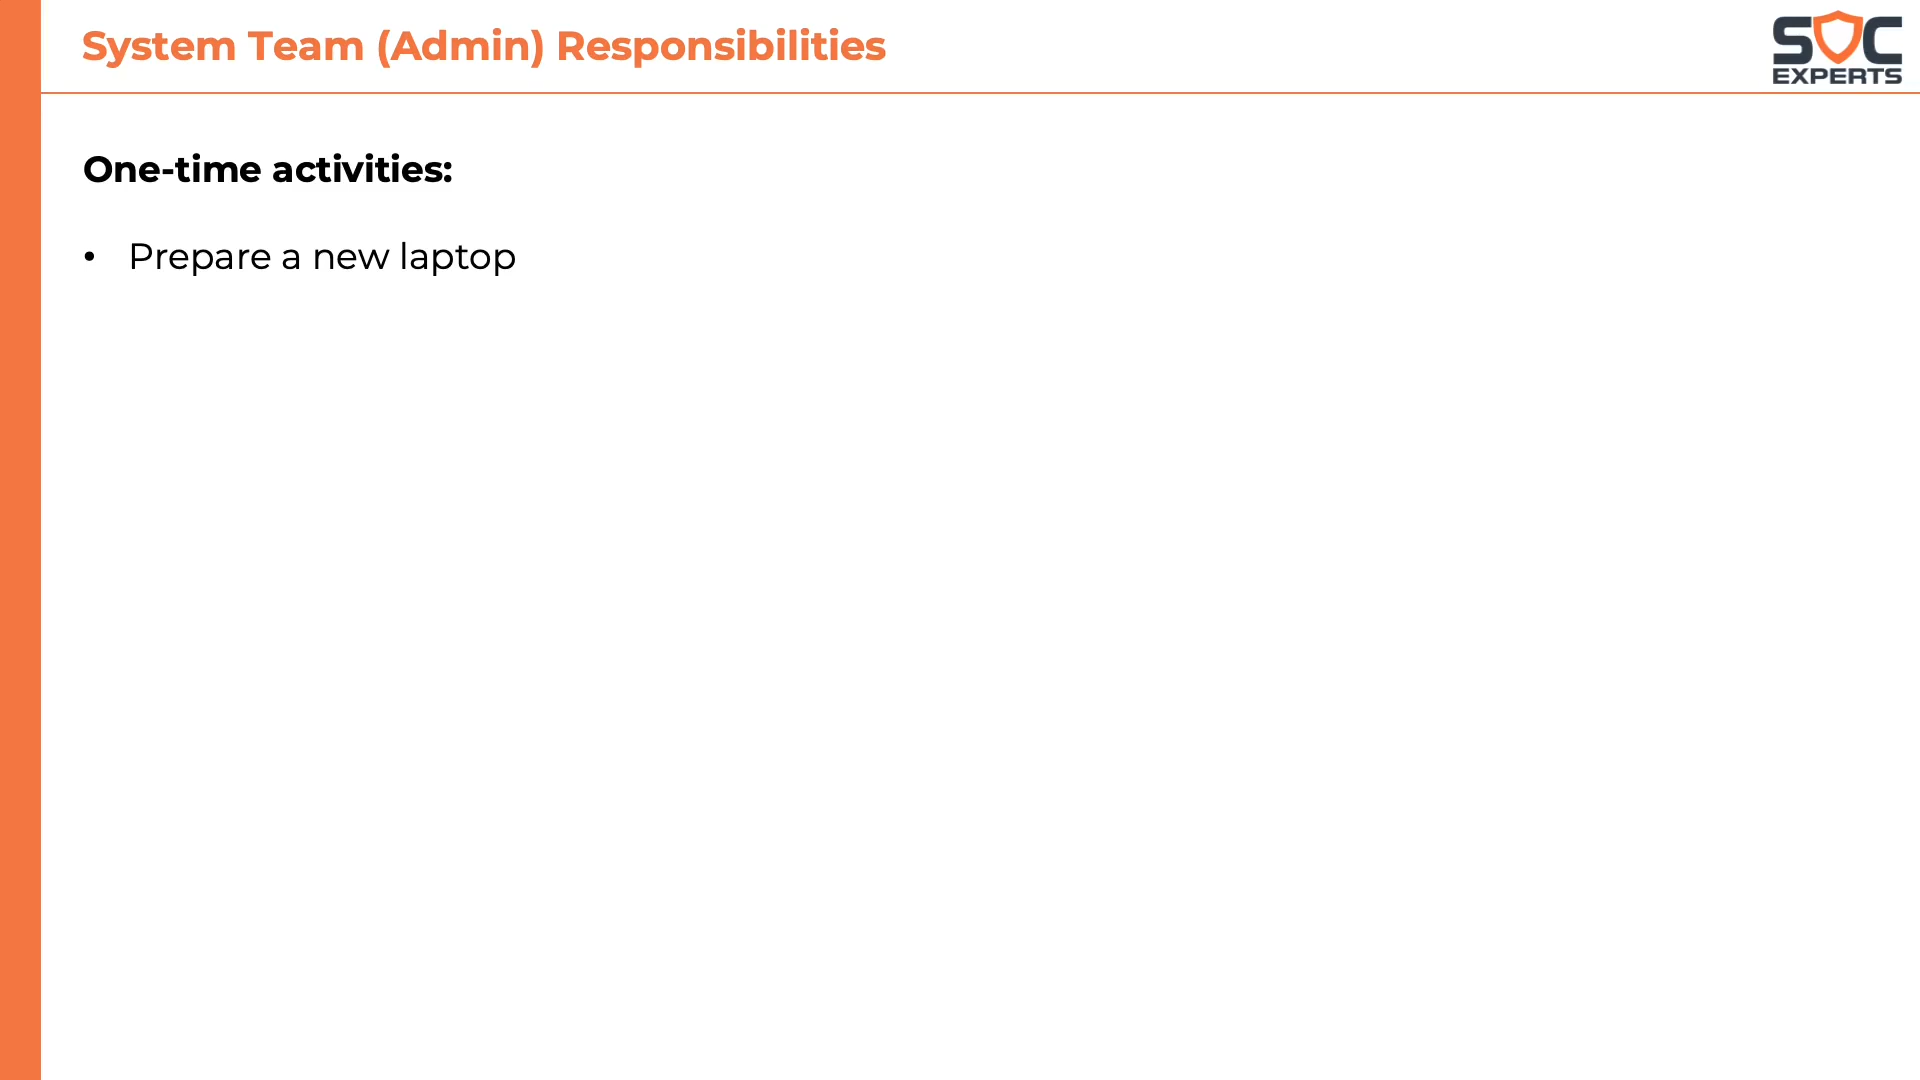 System Team (Admin) Responsibilities
SOC
EXPERTS
One-time activities:
• Prepare a new laptop